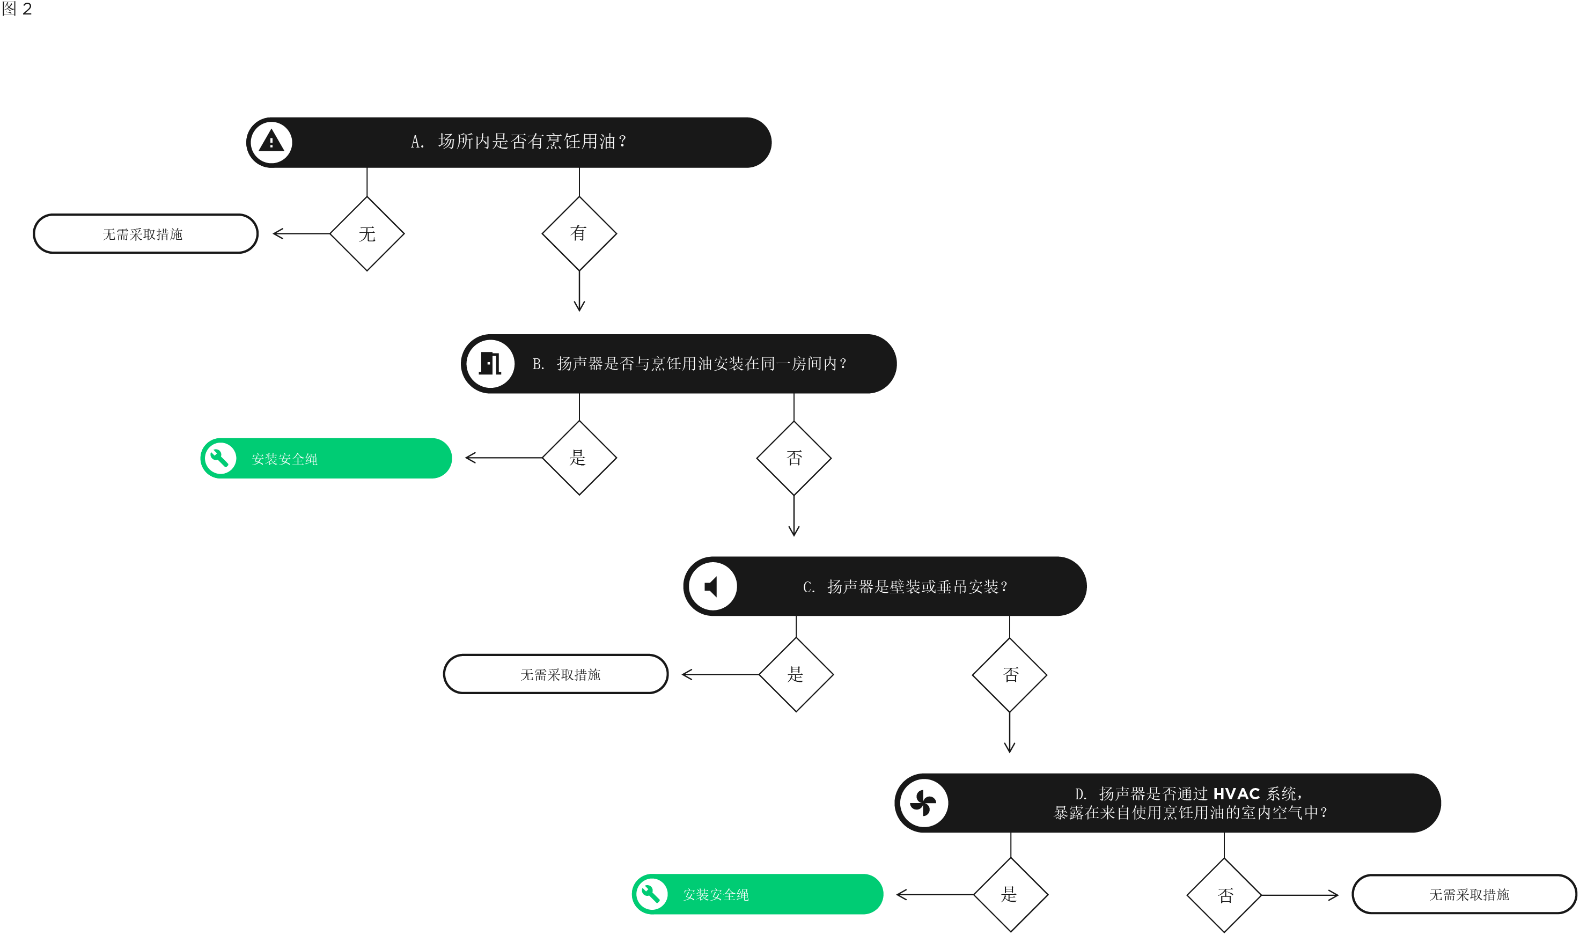 图 2
A. 场所内是否有烹饪用油？
无需采取措施
无
有
B. 扬声器是否与烹饪用油安装在同一房间内？
安装安全绳
是
否
C. 扬声器是壁装或垂吊安装？
无需采取措施
是
否
D. 扬声器是否通过 HVAC 系统，
暴露在来自使用烹饪用油的室内空气中？
安装安全绳
是
否
无需采取措施